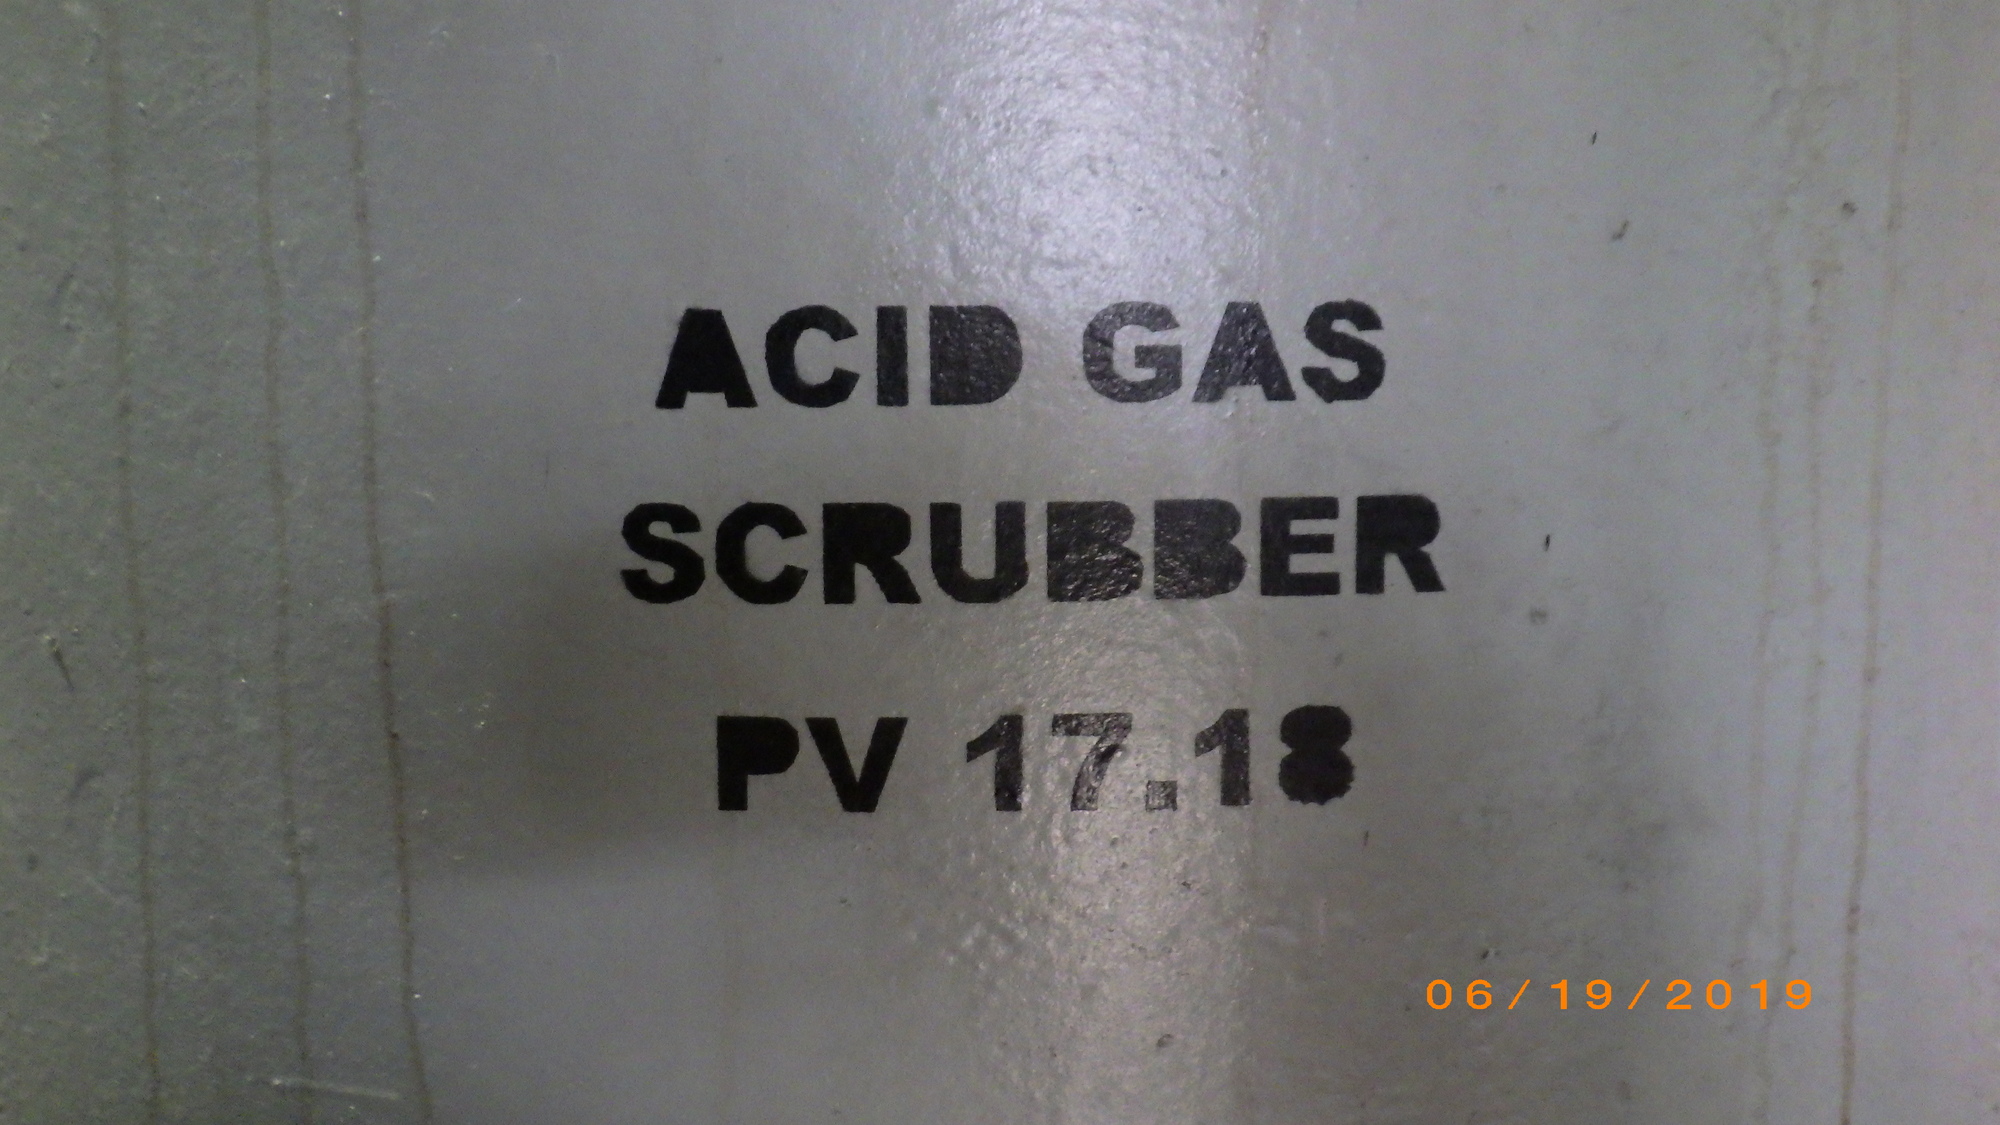 ACID GAS
SCRUBBER
PV 17.18
06/19/2019